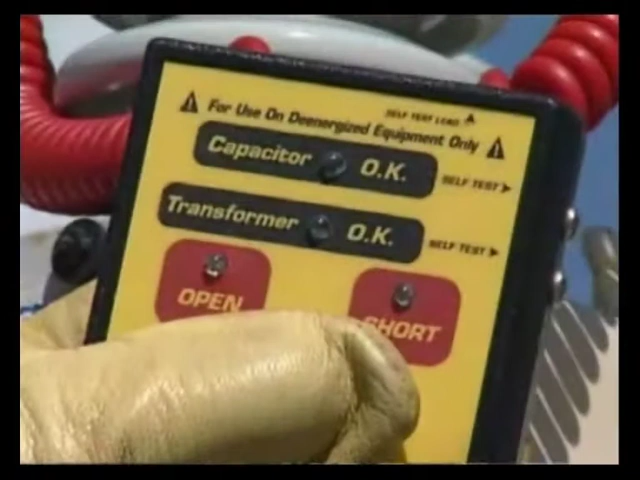 SELF TEST LEAD
For Use On Deenergized Equipment Only
Capacitor O.K.
SELF TEST
Transformer O.K.
SELF TEST
OPEN
SHORT